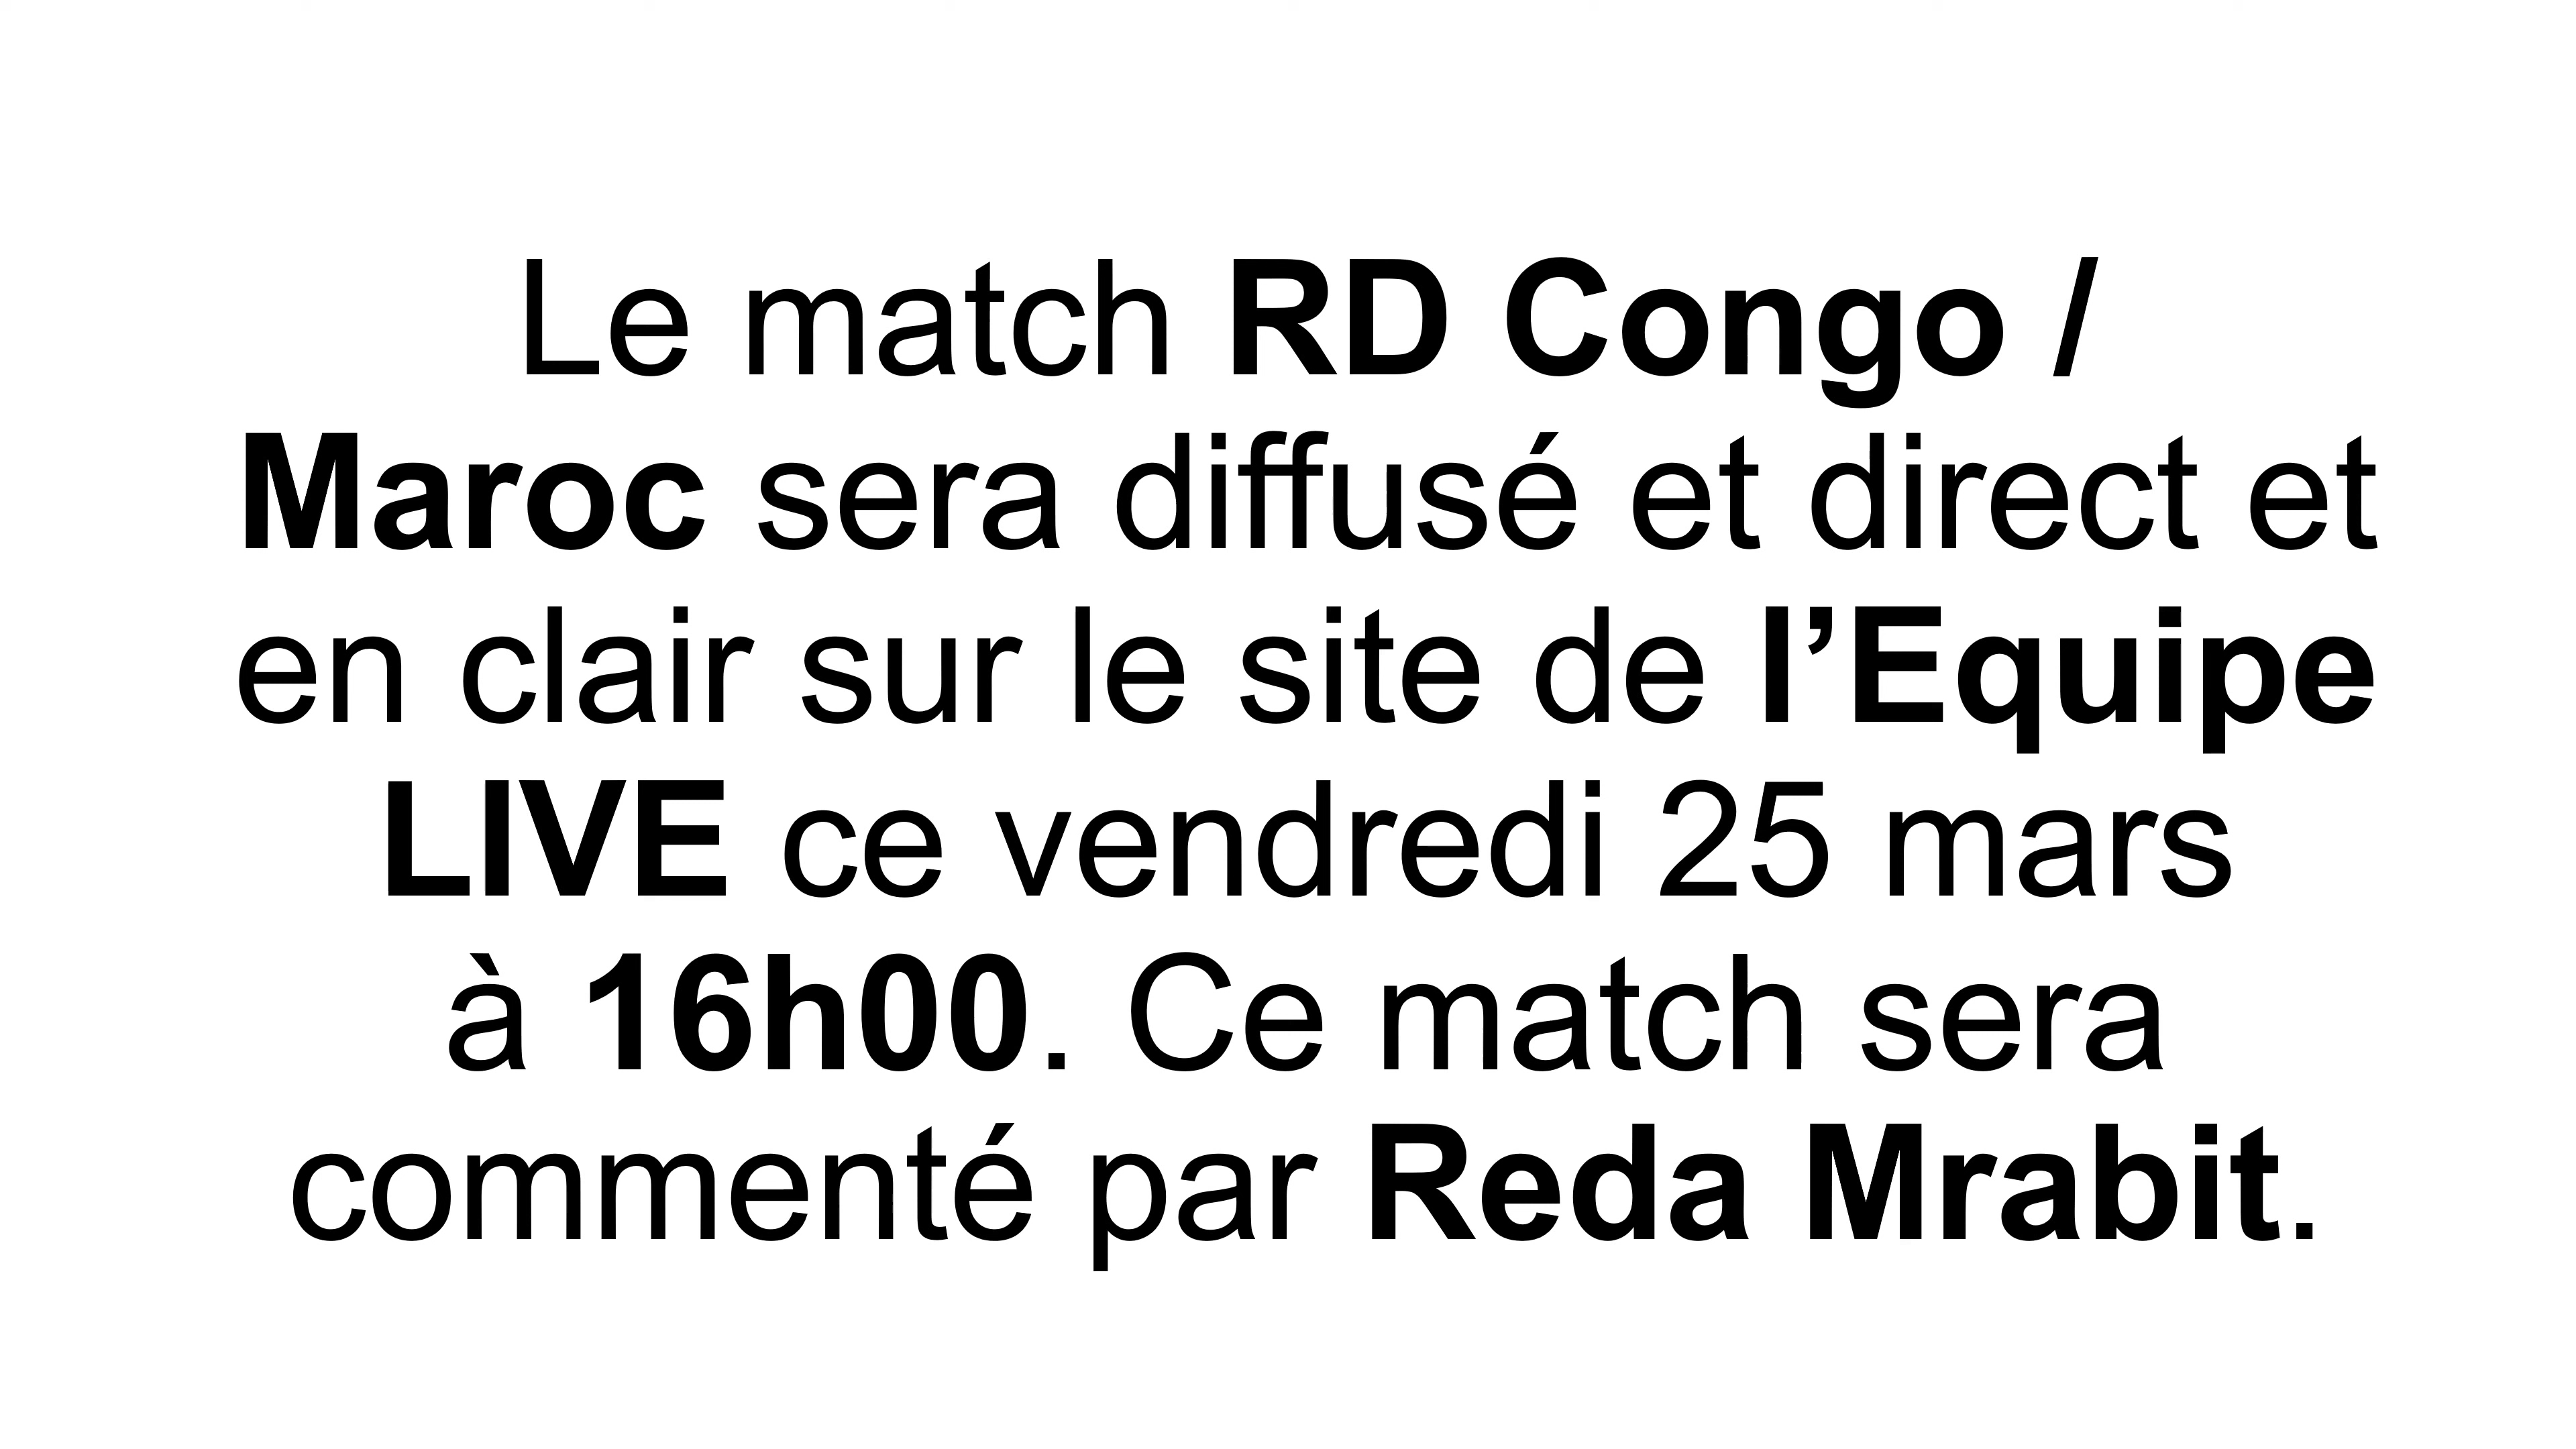 Le match RD Congo /
Maroc sera diffusé et direct et
en clair sur le site de l’Equipe
LIVE ce vendredi 25 mars
à 16h00. Ce match sera
commenté par Reda Mrabit.